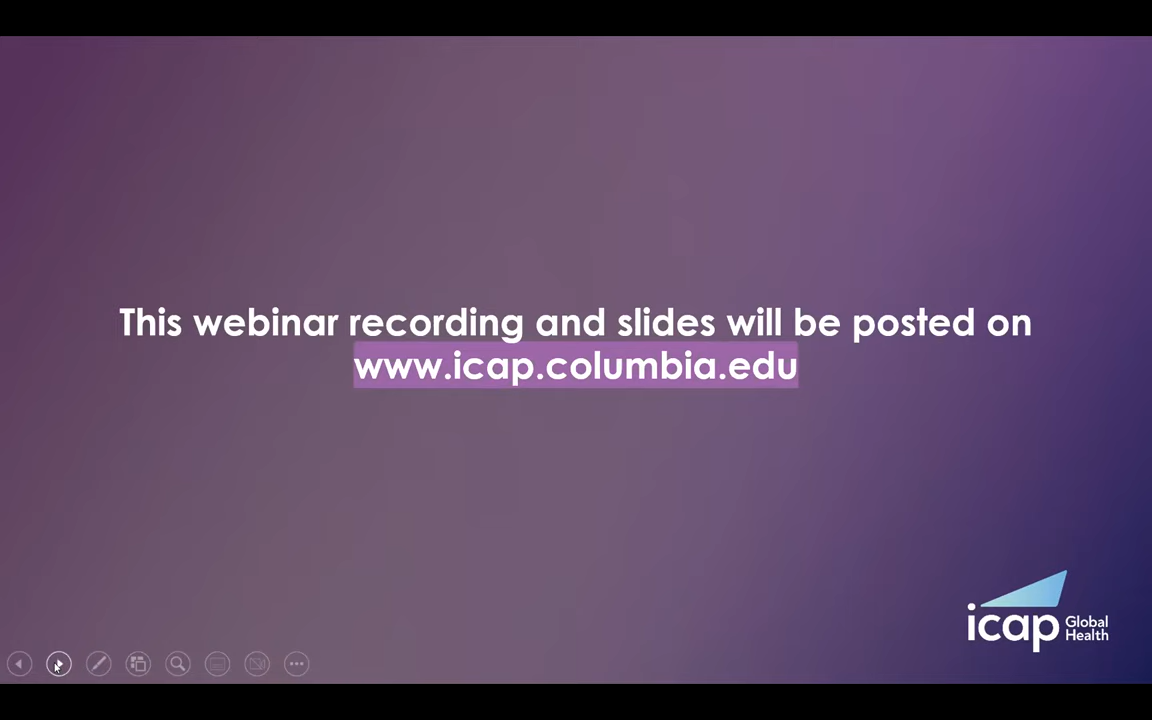 This webinar recording and slides will be posted on
www.icap.columbia.edu
icap Global
Health